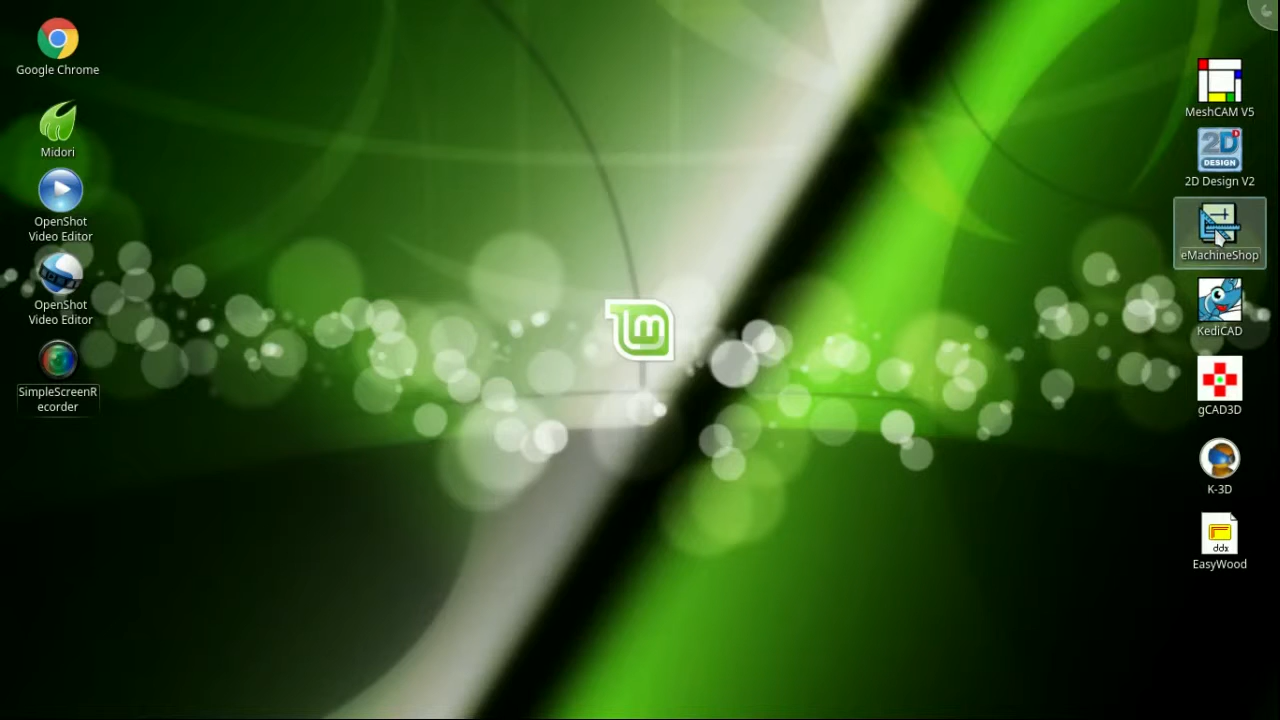 Google Chrome
Midori
OpenShot
Video Editor
OpenShot
Video Editor
SimpleScreenR
ecorder
lm
MeshCAM V5
2D
DESIGN
2D Design V2
eMachineShop
KediCAD
gCAD3D
K-3D
ddx
EasyWood